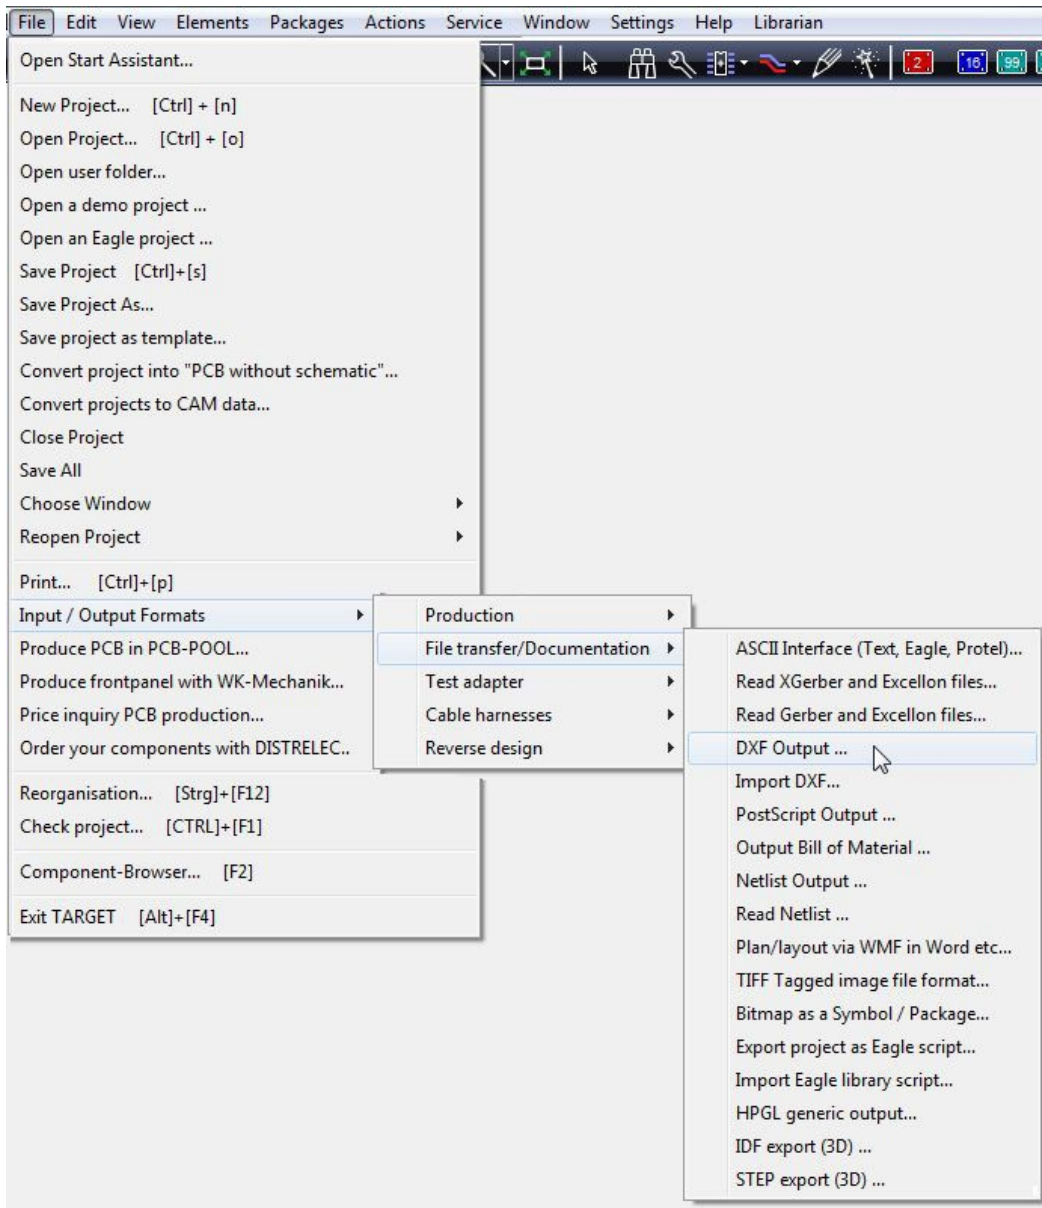 File Edit View Elements Packages Actions Service Window Settings Help Librarian
2 16 99
Open Start Assistant...
New Project... [Ctrl] + [n]
Open Project... [Ctrl] + [o]
Open user folder...
Open a demo project ...
Open an Eagle project ...
Save Project [Ctrl]+[s]
Save Project As...
Save project as template...
Convert project into "PCB without schematic"...
Convert projects to CAM data...
Close Project
Save All
Choose Window
Reopen Project
Print... [Ctrl]+[p]
Input / Output Formats
Produce PCB in PCB-POOL...
Produce frontpanel with WK-Mechanik...
Price inquiry PCB production...
Order your components with DISTRELEC..
Reorganisation... [Strg]+[F12]
Check project... [CTRL]+[F1]
Component-Browser... [F2]
Exit TARGET [Alt]+[F4]
Production
File transfer/Documentation
Test adapter
Cable harnesses
Reverse design
ASCII Interface (Text, Eagle, Protel)...
Read XGerber and Excellon files...
Read Gerber and Excellon files...
DXF Output ...
Import DXF...
PostScript Output ...
Output Bill of Material ...
Netlist Output ...
Read Netlist ...
Plan/layout via WMF in Word etc...
TIFF Tagged image file format...
Bitmap as a Symbol / Package...
Export project as Eagle script...
Import Eagle library script...
HPGL generic output...
IDF export (3D) ...
STEP export (3D) ...